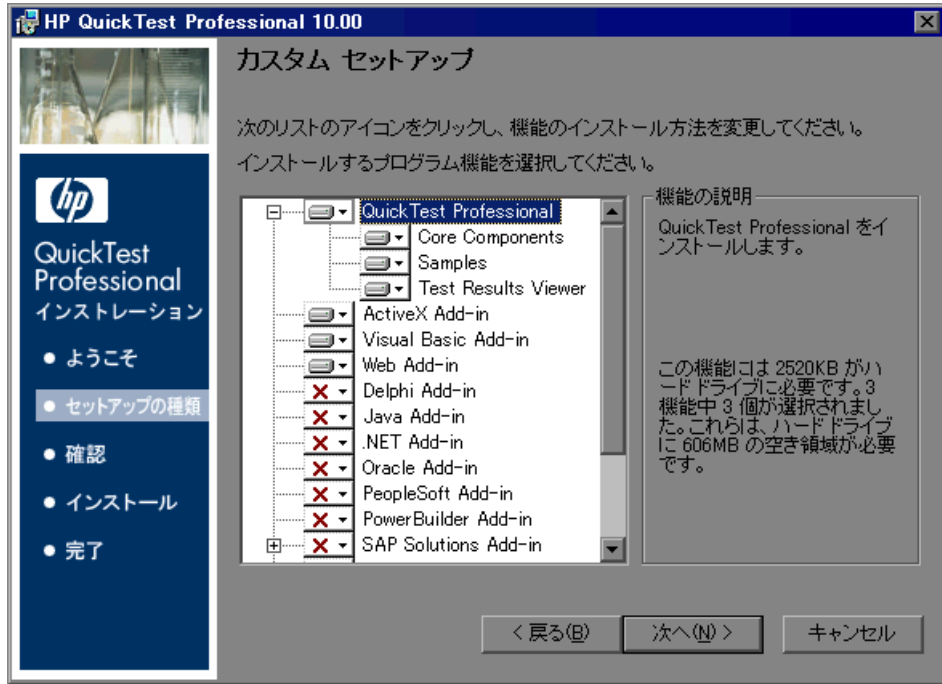 HP QuickTest Professional 10.00
カスタム セットアップ
次のリストのアイコンをクリックし、機能のインストール方法を変更してください。
インストールするプログラム機能を選択してください。
hp
QuickTest
Professional
インストレーション
● ようこそ
● セットアップの種類
● 確認
● インストール
● 完了
QuickTest Professional
Core Components
Samples
Test Results Viewer
ActiveX Add-in
Visual Basic Add-in
Web Add-in
Delphi Add-in
Java Add-in
.NET Add-in
Oracle Add-in
PeopleSoft Add-in
PowerBuilder Add-in
SAP Solutions Add-in
機能の説明
QuickTest Professional をイ
ンストールします。
この機能には 2520KB がハ
ード ドライブに必要です。3
機能中 3 個が選択されまし
た。これらは、ハード ドライブ
に 606MB の空き領域が必要
です。
< 戻る(B)
次へ(N) >
キャンセル